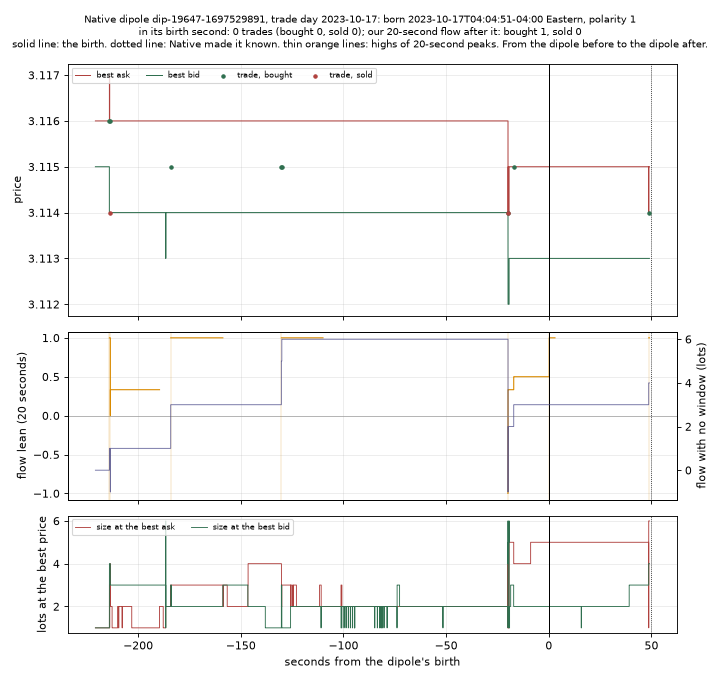 Native dipole dip-19647-1697529891, trade day 2023-10-17: born 2023-10-17T04:04:51-04:00 Eastern, polarity 1
in its birth second: 0 trades (bought 0, sold 0); our 20-second flow after it: bought 1, sold 0
solid line: the birth. dotted line: Native made it known. thin orange lines: highs of 20-second peaks. From the dipole before to the dipole after.
best ask
best bid
trade, bought
trade, sold
3.117
3.116
3.115
3.114
3.113
3.112
price
1.0
0.5
0.0
−0.5
−1.0
flow lean (20 seconds)
6
4
2
0
flow with no window (lots)
size at the best ask
size at the best bid
6
4
2
lots at the best price
−200
−150
−100
−50
0
50
seconds from the dipole's birth